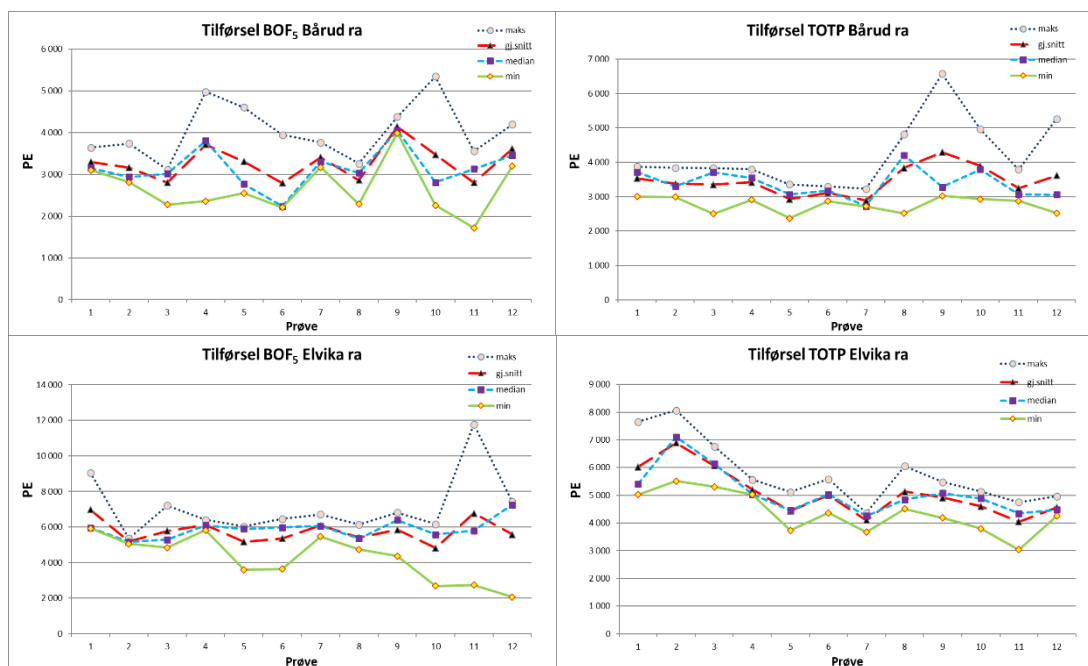 Tilførsel BOF5 Bårud ra
maks
gj.snitt
median
min
6 000
5 000
4 000
3 000
2 000
1 000
0
PE
1 2 3 4 5 6 7 8 9 10 11 12
Prøve
Tilførsel TOTP Bårud ra
maks
gj.snitt
median
min
7 000
6 000
5 000
4 000
3 000
2 000
1 000
0
PE
1 2 3 4 5 6 7 8 9 10 11 12
Prøve
Tilførsel BOF5 Elvika ra
maks
gj.snitt
median
min
14 000
12 000
10 000
8 000
6 000
4 000
2 000
0
PE
1 2 3 4 5 6 7 8 9 10 11 12
Prøve
Tilførsel TOTP Elvika ra
maks
gj.snitt
median
min
9 000
8 000
7 000
6 000
5 000
4 000
3 000
2 000
1 000
0
PE
1 2 3 4 5 6 7 8 9 10 11 12
Prøve